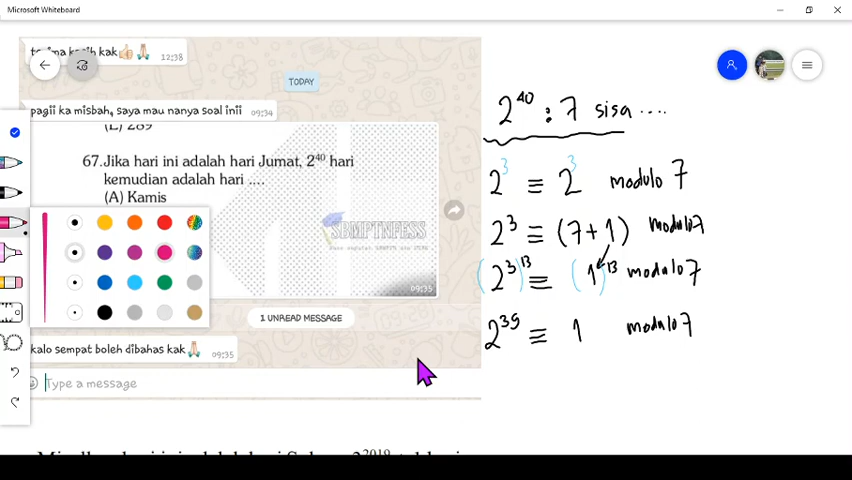 Microsoft Whiteboard
terima kasih kak
12:38
TODAY
pagii ka misbah, saya mau nanya soal inii 09:34
(E) 289
67. Jika hari ini adalah hari Jumat, 2⁴⁰ hari
kemudian adalah hari ....
(A) Kamis
SBMPTNFESS
09:35
1 UNREAD MESSAGE
kalo sempat boleh dibahas kak 09:35
Type a message
2⁴⁰ : 7 sisa ....
2³ ≡ 2³ modulo 7
2³ ≡ (7+1) modulo 7
(2³)¹³ ≡ (1)¹³ modulo 7
2³⁹ ≡ 1 modulo 7